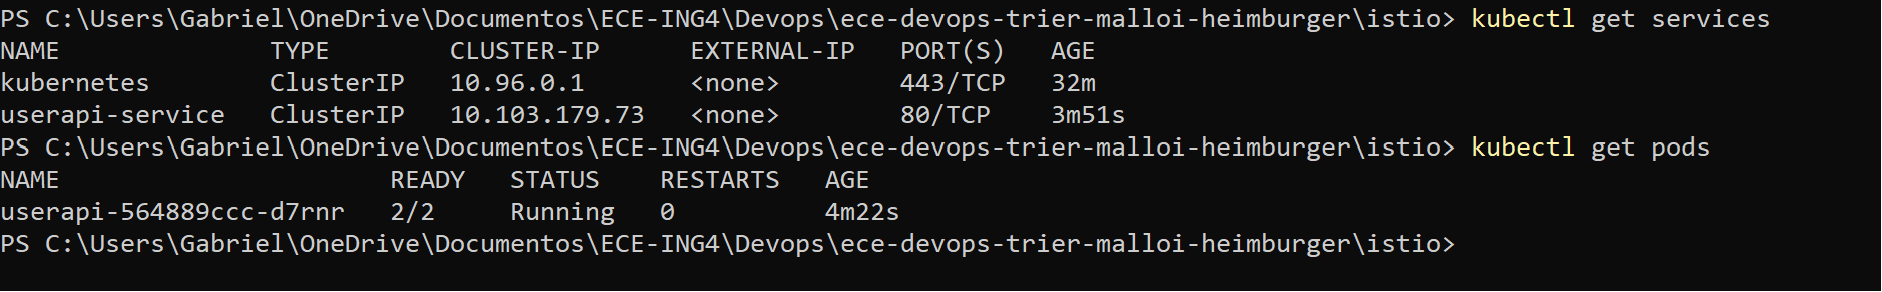 PS C:\Users\Gabriel\OneDrive\Documentos\ECE-ING4\Devops\ece-devops-trier-malloi-heimburger\istio> kubectl get services
NAME                 TYPE        CLUSTER-IP      EXTERNAL-IP   PORT(S)   AGE
kubernetes           ClusterIP   10.96.0.1       <none>        443/TCP   32m
userapi-service   ClusterIP   10.103.179.73   <none>        80/TCP    3m51s
PS C:\Users\Gabriel\OneDrive\Documentos\ECE-ING4\Devops\ece-devops-trier-malloi-heimburger\istio> kubectl get pods
NAME                      READY   STATUS    RESTARTS   AGE
userapi-564889ccc-d7rnr   2/2     Running   0          4m22s
PS C:\Users\Gabriel\OneDrive\Documentos\ECE-ING4\Devops\ece-devops-trier-malloi-heimburger\istio>